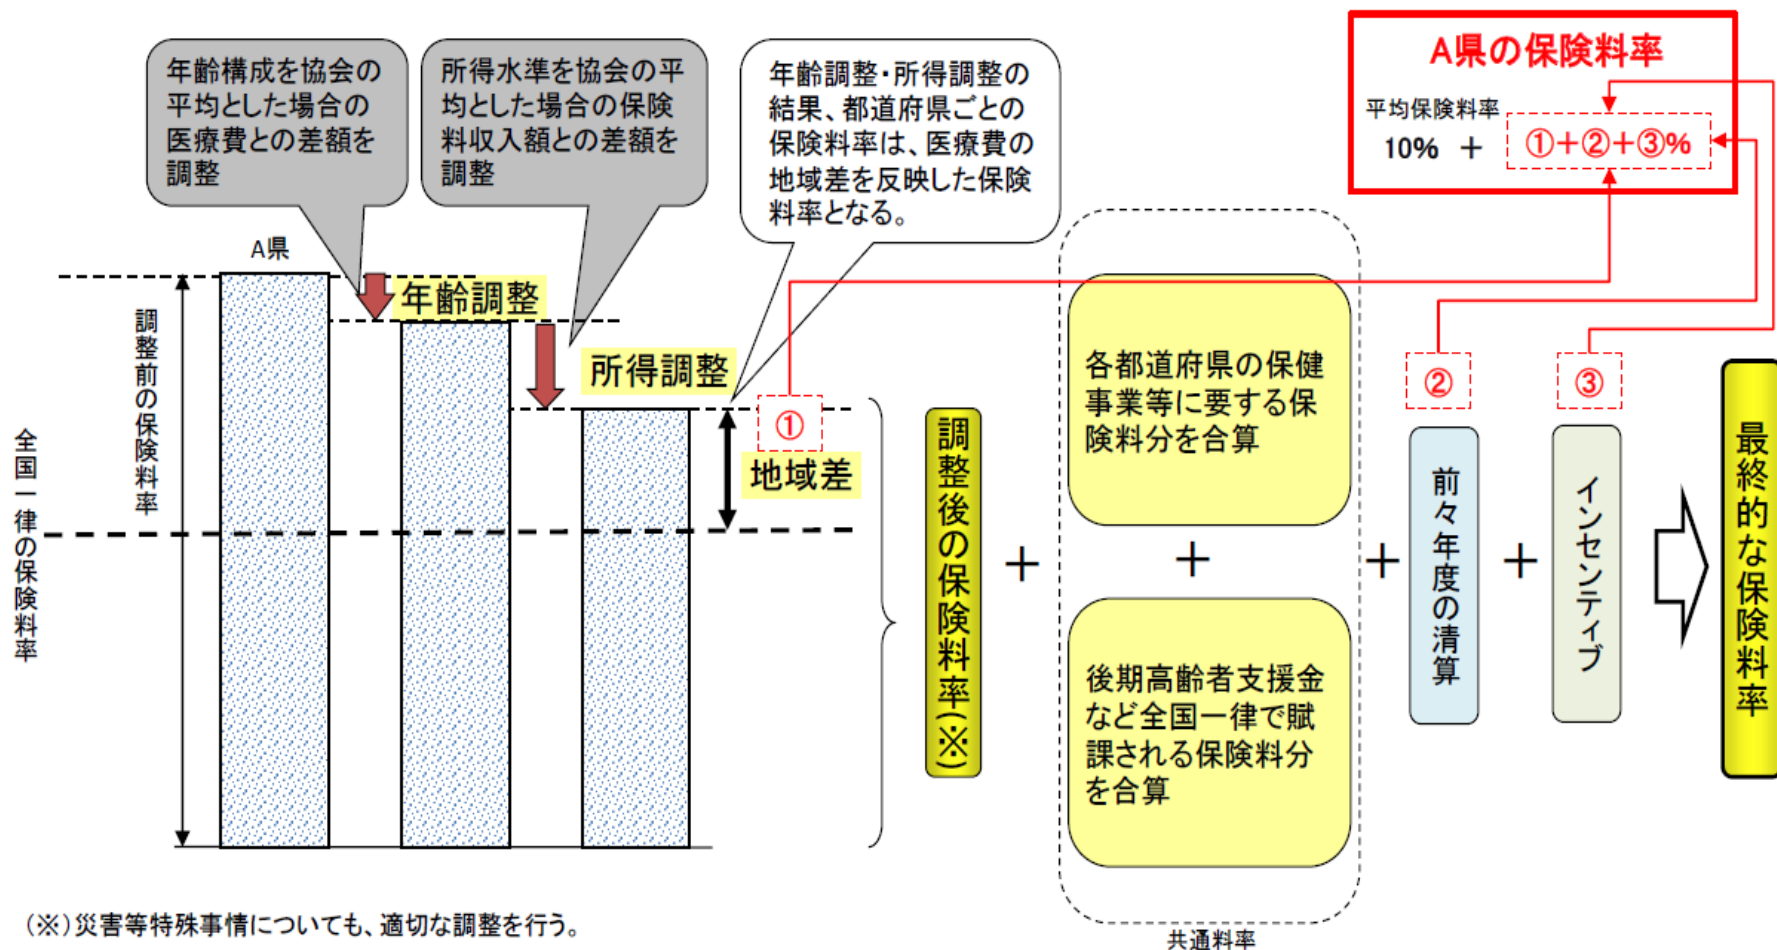 年齢構成を協会の
平均とした場合の
医療費との差額を
調整
所得水準を協会の平
均とした場合の保険
料収入額との差額を
調整
年齢調整・所得調整の
結果、都道府県ごとの
保険料率は、医療費の
地域差を反映した保険
料率となる。
A県の保険料率
平均保険料率
10% + ①+②+③%
A県
年齢調整
所得調整
①
地域差
調整前の保険料率
全国一律の保険料率
調整後の保険料率(※)
+
各都道府県の保健
事業等に要する保
険料分を合算
+
後期高齢者支援金
など全国一律で賦
課される保険料分
を合算
共通料率
+
②
前々年度の清算
+
③
インセンティブ
最終的な保険料率
(※)災害等特殊事情についても、適切な調整を行う。